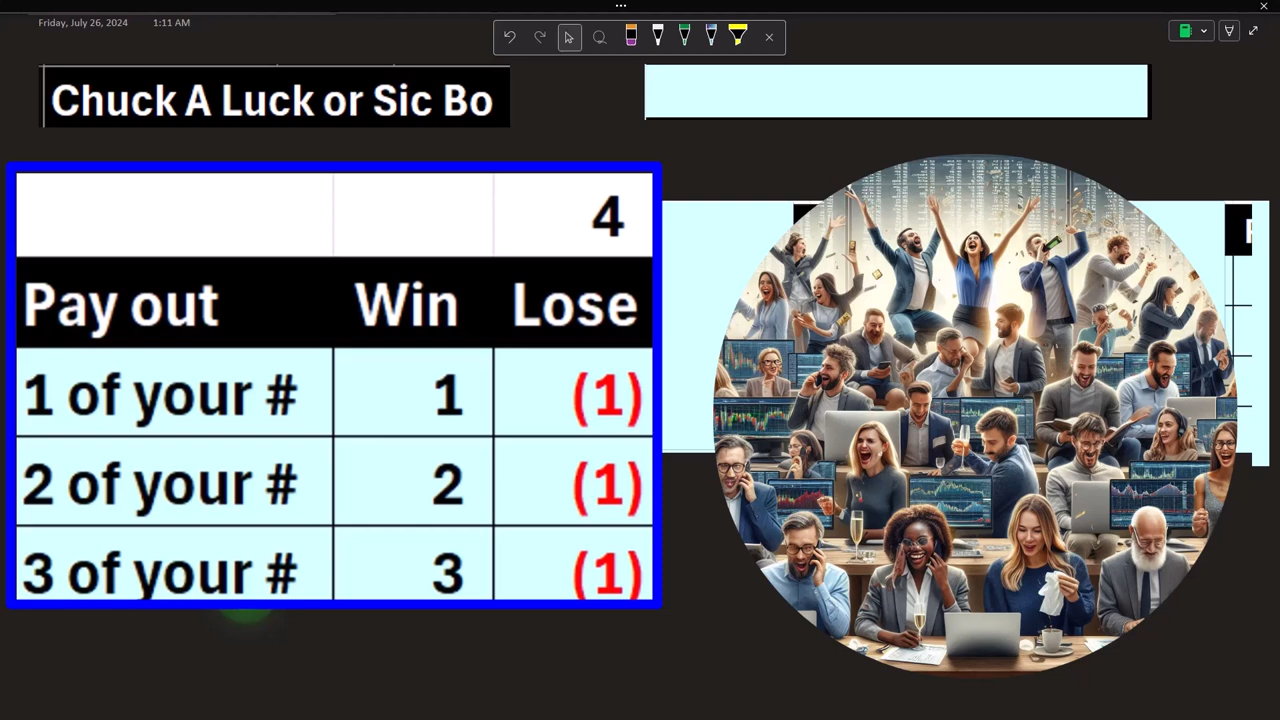 Friday, July 26, 2024 1:11 AM
Chuck A Luck or Sic Bo
4
Pay out Win Lose
1 of your # 1 (1)
2 of your # 2 (1)
3 of your # 3 (1)